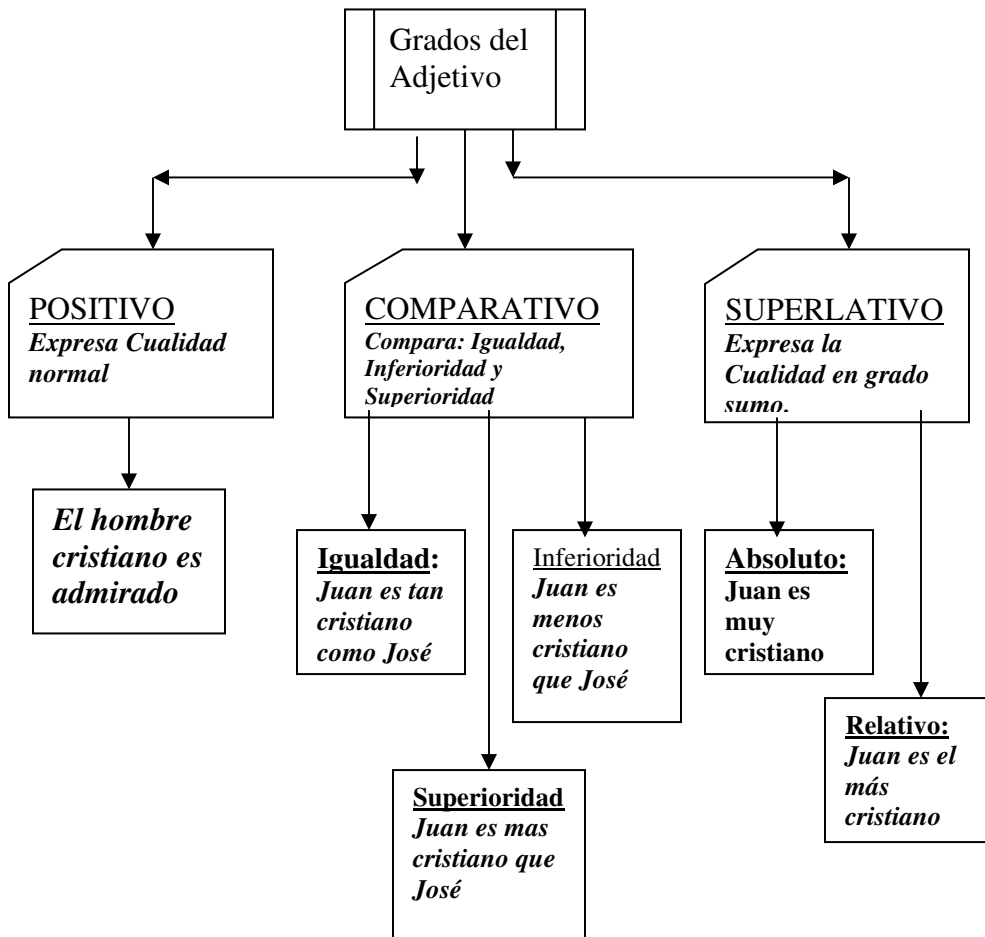 Grados del
Adjetivo
POSITIVO
Expresa Cualidad
normal
COMPARATIVO
Compara: Igualdad,
Inferioridad y
Superioridad
SUPERLATIVO
Expresa la
Cualidad en grado
sumo.
El hombre
cristiano es
admirado
Igualdad:
Juan es tan
cristiano
como José
Inferioridad
Juan es
menos
cristiano
que José
Absoluto:
Juan es
muy
cristiano
Superioridad
Juan es mas
cristiano que
José
Relativo:
Juan es el
más
cristiano